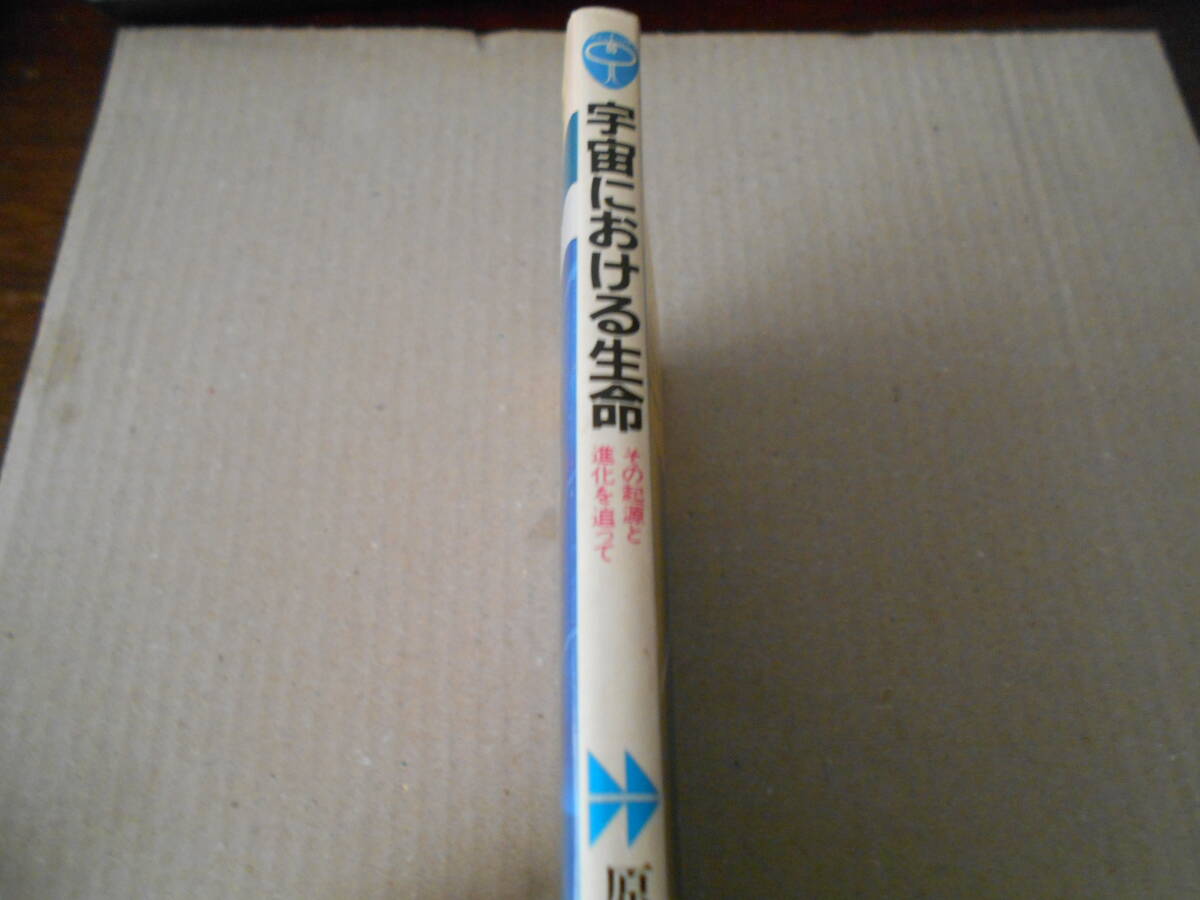 宇宙における生命
その起源と
進化を追って
原